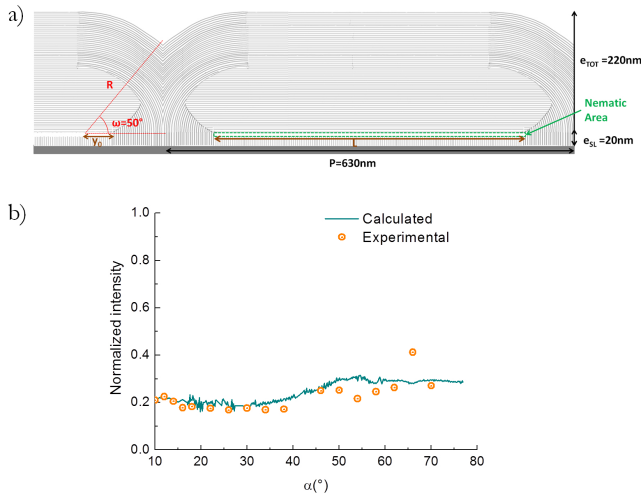 a)
e_TOT =220nm
R
Nematic
Area
ω=50°
y₀
L
e_SL =20nm
P=630nm
b)
Calculated
Experimental
Normalized intensity
1.0
0.8
0.6
0.4
0.2
0.0
10 20 30 40 50 60 70 80
α(°)